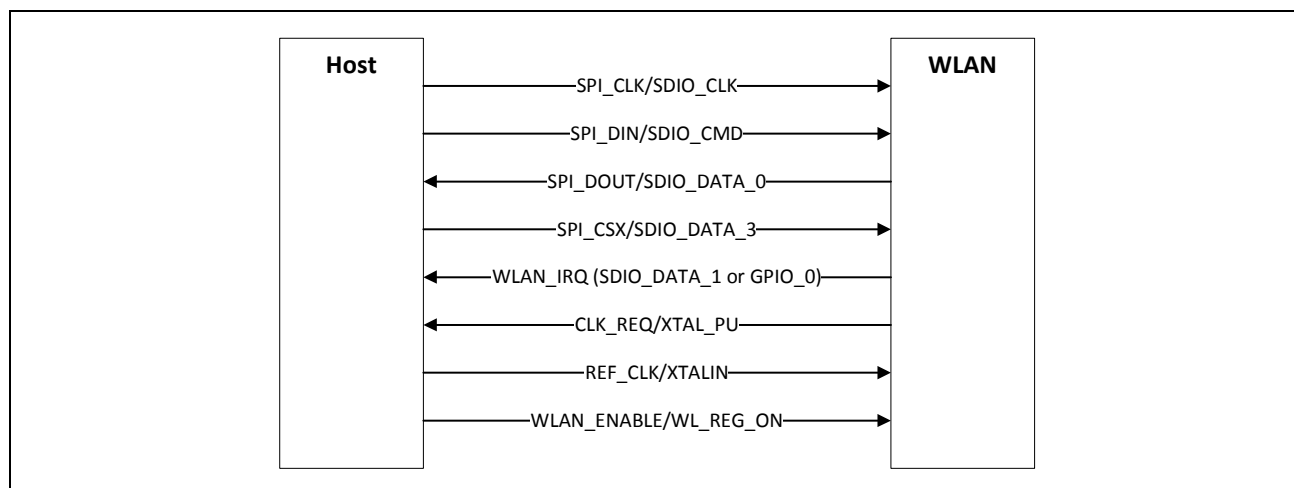 Host
WLAN
SPI_CLK/SDIO_CLK
SPI_DIN/SDIO_CMD
SPI_DOUT/SDIO_DATA_0
SPI_CSX/SDIO_DATA_3
WLAN_IRQ (SDIO_DATA_1 or GPIO_0)
CLK_REQ/XTAL_PU
REF_CLK/XTALIN
WLAN_ENABLE/WL_REG_ON